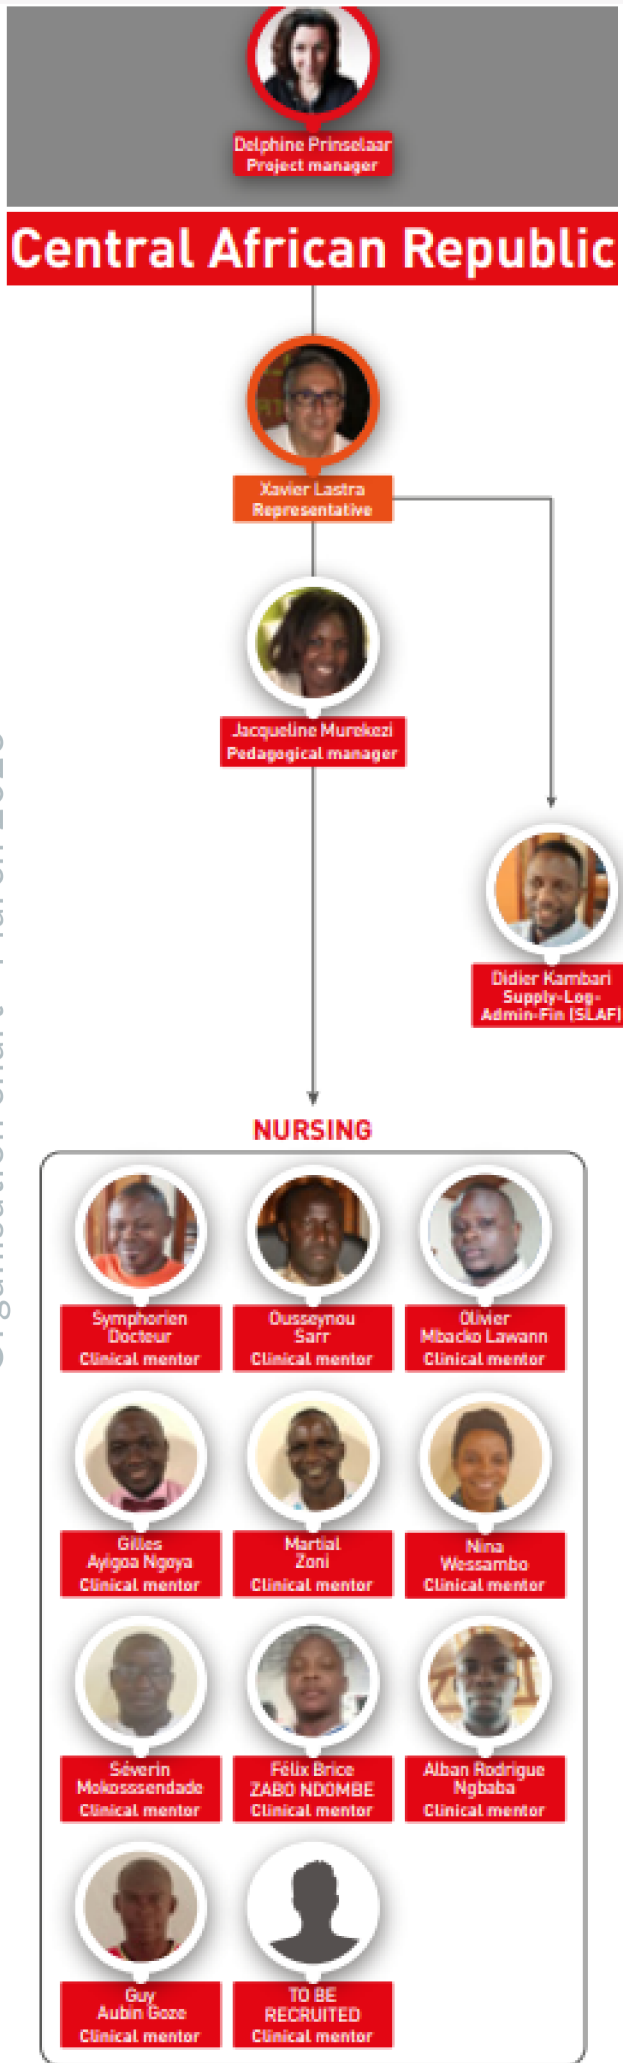 Delphine Prinselaar
Project manager
Central African Republic
Xavier Lastra
Representative
Jacqueline Murekezi
Pedagogical manager
Didier Kambari
Supply-Log-
Admin-Fin (SLAF)
NURSING
Symphorien
Docteur
Clinical mentor
Ousseynou
Sarr
Clinical mentor
Olivier
Mbacko Lawann
Clinical mentor
Gilles
Ayigoa Ngoya
Clinical mentor
Martial
Zoni
Clinical mentor
Nina
Wessambo
Clinical mentor
Séverin
Mokosssendade
Clinical mentor
Félix Brice
ZABO NDOMBE
Clinical mentor
Alban Rodrigue
Ngbaba
Clinical mentor
Guy
Aubin Goze
Clinical mentor
TO BE
RECRUITED
Clinical mentor